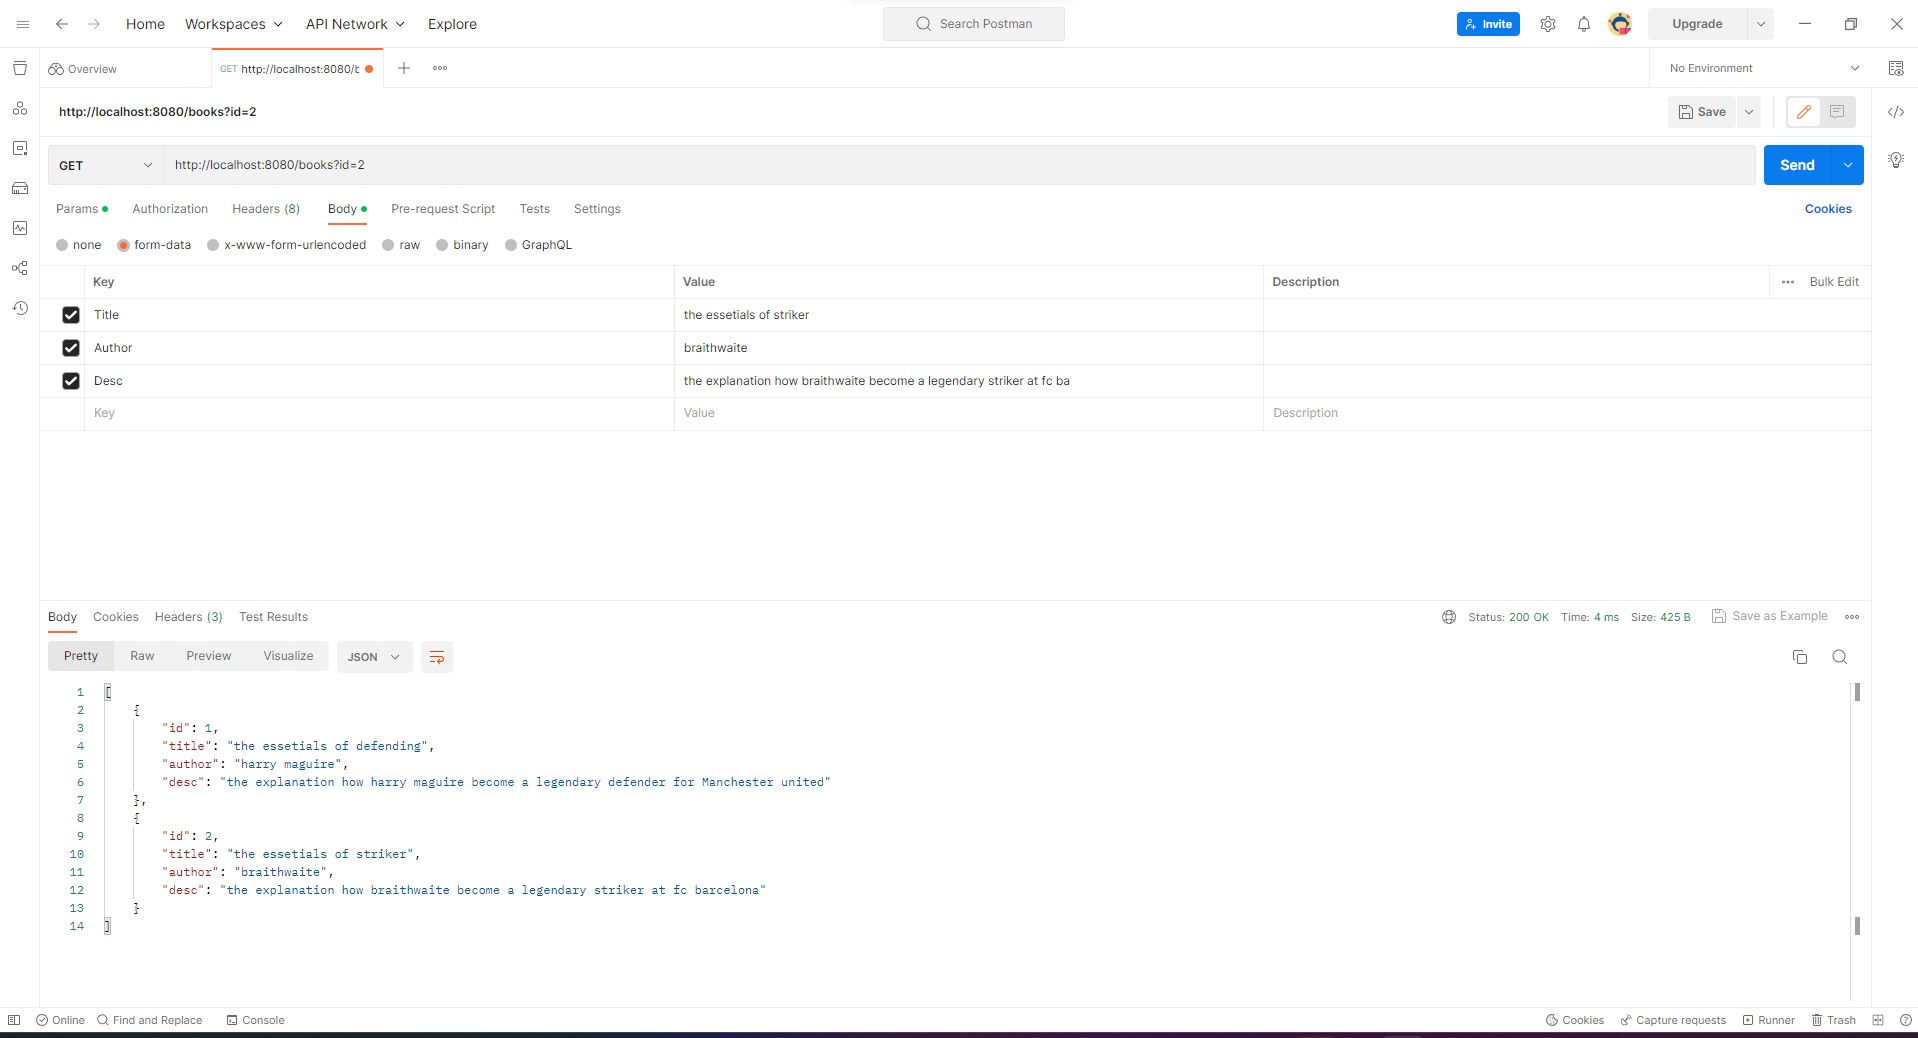 Home Workspaces API Network Explore Search Postman Invite Upgrade
Overview GET http://localhost:8080/b No Environment
http://localhost:8080/books?id=2 Save
GET http://localhost:8080/books?id=2 Send
Params Authorization Headers (8) Body Pre-request Script Tests Settings Cookies
none form-data x-www-form-urlencoded raw binary GraphQL
Key Value Description Bulk Edit
Title the essetials of striker
Author braithwaite
Desc the explanation how braithwaite become a legendary striker at fc ba
Key Value Description
Body Cookies Headers (3) Test Results Status: 200 OK Time: 4 ms Size: 425 B Save as Example
Pretty Raw Preview Visualize JSON
1 [
2 {
3 "id": 1,
4 "title": "the essetials of defending",
5 "author": "harry maguire",
6 "desc": "the explanation how harry maguire become a legendary defender for Manchester united"
7 },
8 {
9 "id": 2,
10 "title": "the essetials of striker",
11 "author": "braithwaite",
12 "desc": "the explanation how braithwaite become a legendary striker at fc barcelona"
13 }
14 ]
Online Find and Replace Console Cookies Capture requests Runner Trash